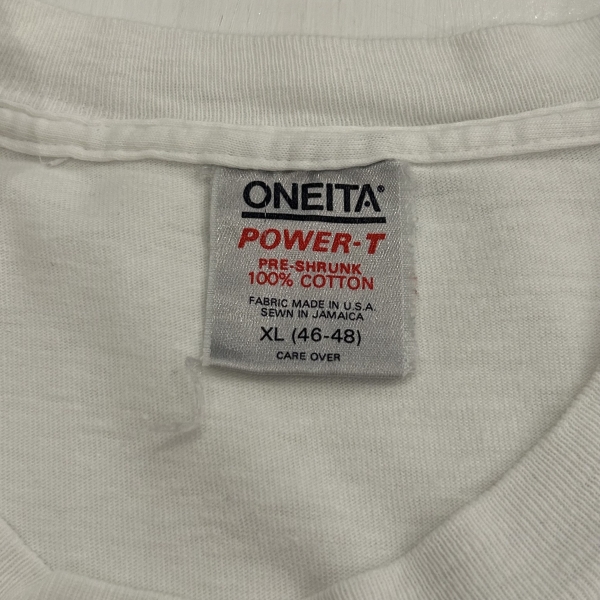 ONEITA®
POWER-T
PRE-SHRUNK
100% COTTON
FABRIC MADE IN U.S.A.
SEWN IN JAMAICA
XL (46-48)
CARE OVER